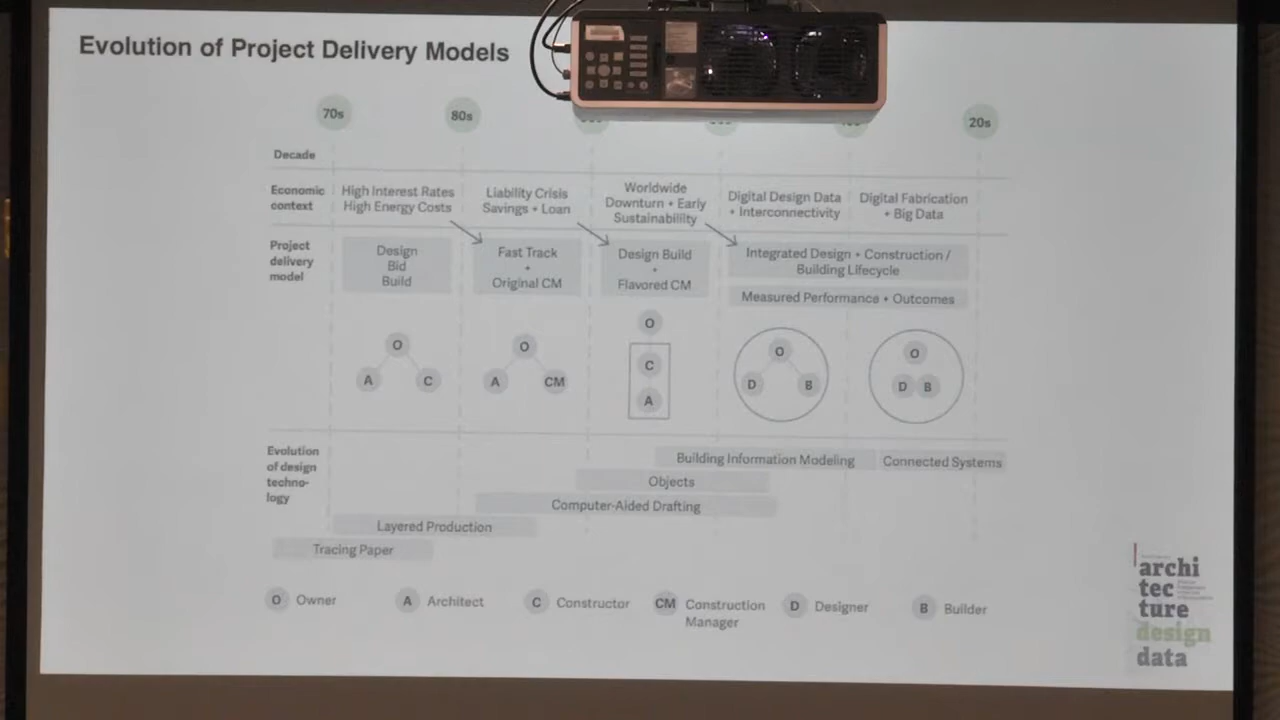 Evolution of Project Delivery Models
70s
80s
20s
Decade
Economic
context
High Interest Rates
High Energy Costs
Liability Crisis
Savings + Loan
Worldwide
Downturn + Early
Sustainability
Digital Design Data
+ Interconnectivity
Digital Fabrication
+ Big Data
Project
delivery
model
Design
Bid
Build
Fast Track
+
Original CM
Design Build
+
Flavored CM
Integrated Design + Construction /
Building Lifecycle
Measured Performance + Outcomes
O
A
C
O
A
CM
O
C
A
O
D
B
O
D
B
Evolution
of design
techno-
logy
Building Information Modeling
Connected Systems
Objects
Computer-Aided Drafting
Layered Production
Tracing Paper
O Owner
A Architect
C Constructor
CM Construction
Manager
D Designer
B Builder
archi
tec
ture
design
data